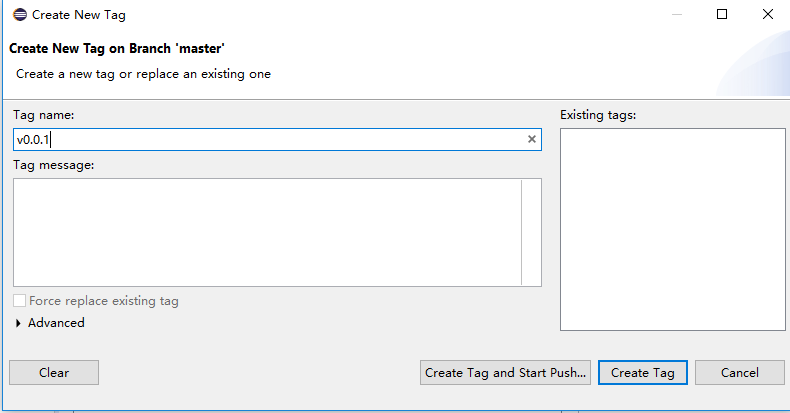 Create New Tag
Create New Tag on Branch 'master'
Create a new tag or replace an existing one
Tag name:
Existing tags:
v0.0.1
Tag message:
Force replace existing tag
Advanced
Clear
Create Tag and Start Push...
Create Tag
Cancel